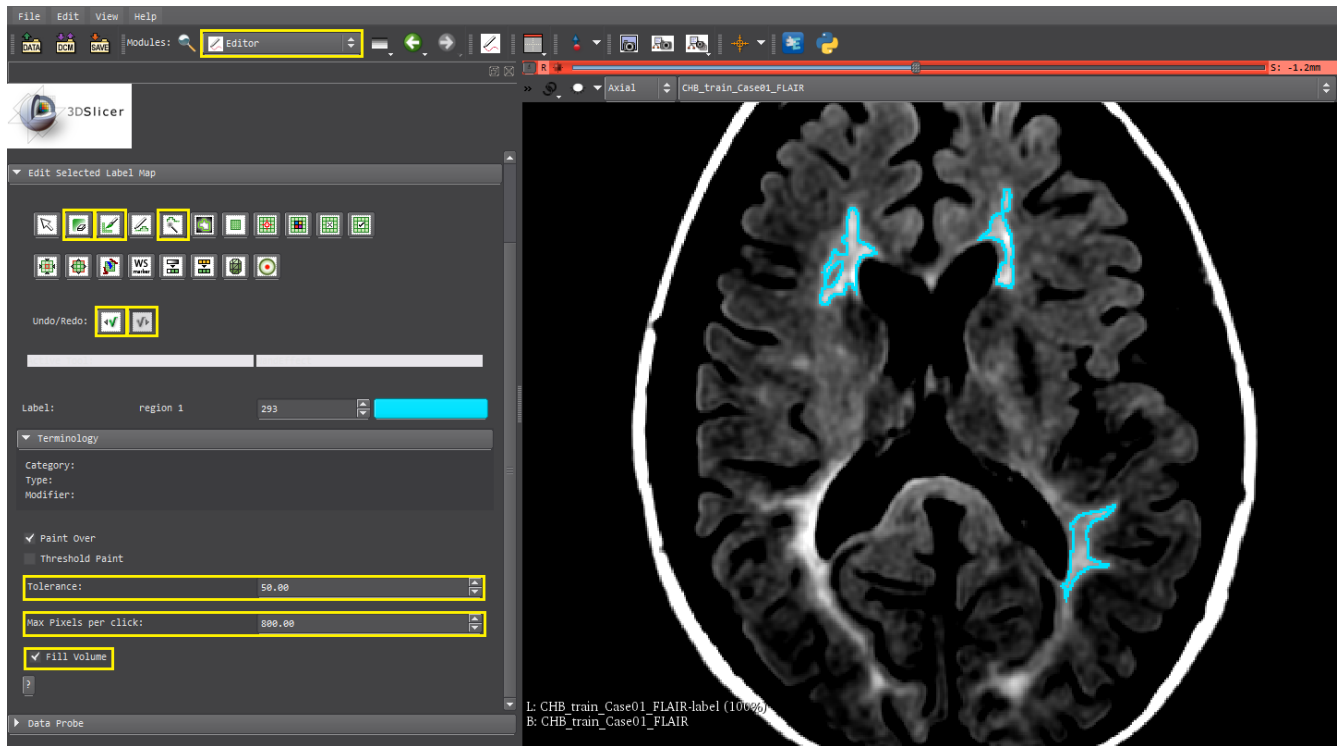 File Edit View Help
DATA DCM SAVE Modules: Editor
R S: -1.2mm
Axial CHB_train_Case01_FLAIR
3DSlicer
Edit Selected Label Map
WS
marker
Undo/Redo:
Label: region 1 293
Terminology
Category:
Type:
Modifier:
Paint Over
Threshold Paint
Tolerance: 50.00
Max Pixels per click: 800.00
Fill Volume
?
L: CHB_train_Case01_FLAIR-label (100%)
B: CHB_train_Case01_FLAIR
Data Probe